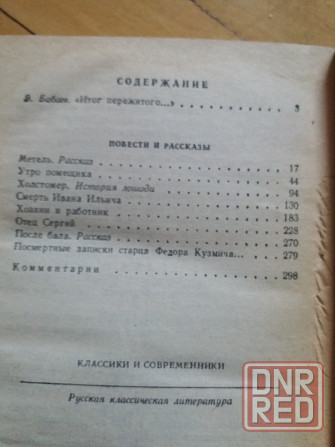 СОДЕРЖАНИЕ
Э. Бабаев. «Итог пережитого...» 3
ПОВЕСТИ И РАССКАЗЫ
Метель. Рассказ 17
Утро помещика 44
Холстомер. История лошади 94
Смерть Ивана Ильича 130
Хозяин и работник 183
Отец Сергий 228
После бала. Рассказ 270
Посмертные записки старца Федора Кузмича... 279
Комментарии 298
КЛАССИКИ И СОВРЕМЕННИКИ
Русская классическая литература
DNR
RED